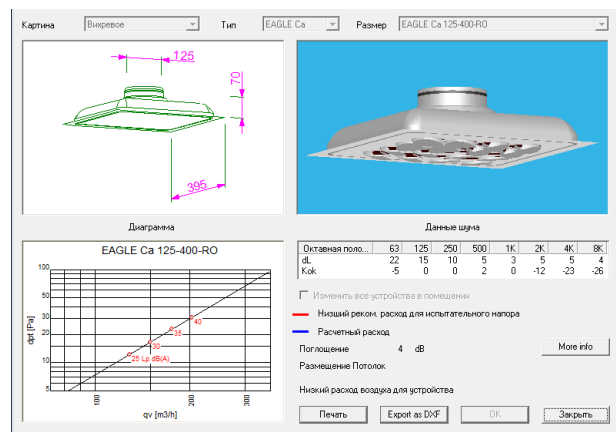 Картина Вихревое Тип EAGLE Ca Размер EAGLE Ca 125-400-RO
125
70
395
Диаграмма Данные шума
EAGLE Ca 125-400-RO
dpt [Pa]
100
50
40
30
20
10
5
25 Lp dB(A)
30
35
40
100
200
300
qv [m3/h]
Октавная поло... 63 125 250 500 1K 2K 4K 8K
dL 22 15 10 5 3 5 5 4
Kok -5 0 0 2 0 -12 -23 -26
Изменить все устройства в помещении
Низший реком. расход для испытательного напора
Расчетный расход
Поглощение 4 dB
More info
Размещение Потолок
Низкий расход воздуха для устройства
Печать Export as DXF OK Закрыть